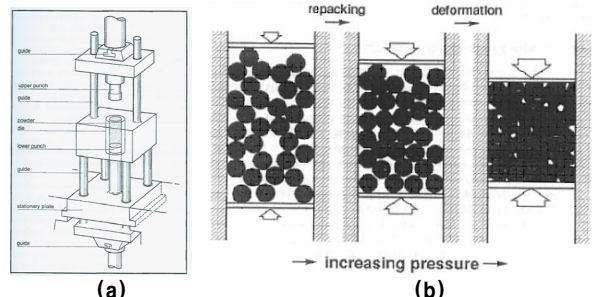 guide
upper punch
guide
powder
die
lower punch
guide
stationary plate
guide
(a)
repacking
deformation
increasing pressure
(b)